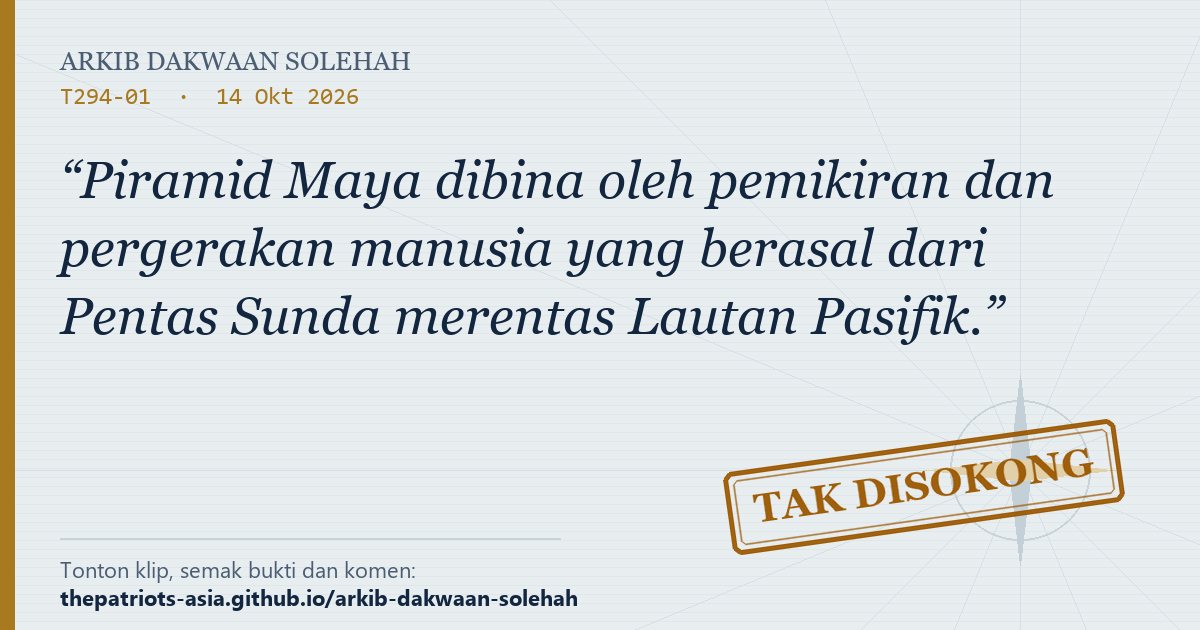 ARKIB DAKWAAN SOLEHAH
T294-01 · 14 Okt 2026
“Piramid Maya dibina oleh pemikiran dan
pergerakan manusia yang berasal dari
Pentas Sunda merentas Lautan Pasifik.”
TAK DISOKONG
Tonton klip, semak bukti dan komen:
thepatriots-asia.github.io/arkib-dakwaan-solehah